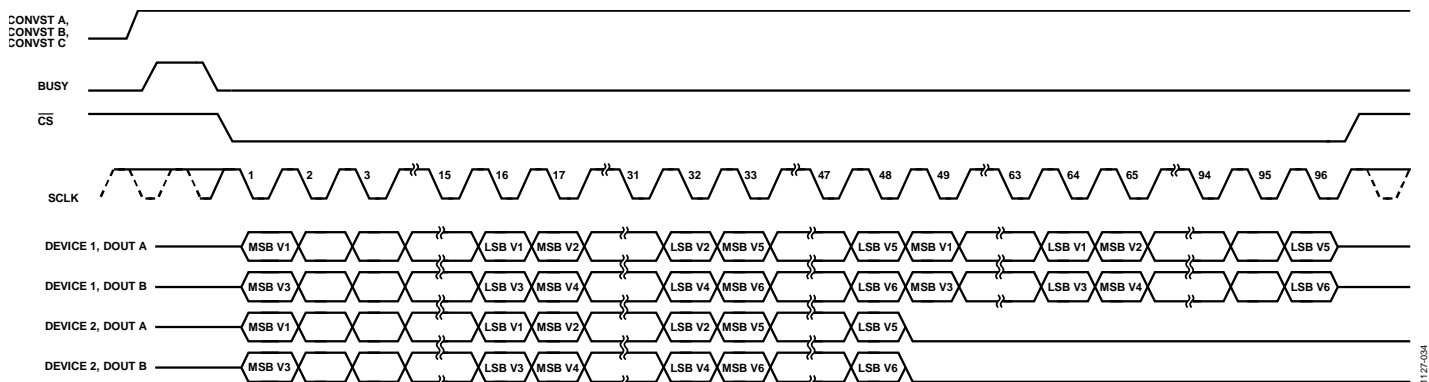 CONVST A,
CONVST B,
CONVST C
BUSY
CS
SCLK
1 2 3 15 16 17 31 32 33 47 48 49 63 64 65 94 95 96
DEVICE 1, DOUT A MSB V1 LSB V1 MSB V2 LSB V2 MSB V5 LSB V5 MSB V1 LSB V1 MSB V2 LSB V5
DEVICE 1, DOUT B MSB V3 LSB V3 MSB V4 LSB V4 MSB V6 LSB V6 MSB V3 LSB V3 MSB V4 LSB V6
DEVICE 2, DOUT A MSB V1 LSB V1 MSB V2 LSB V2 MSB V5 LSB V5
DEVICE 2, DOUT B MSB V3 LSB V3 MSB V4 LSB V4 MSB V6 LSB V6
1127-034